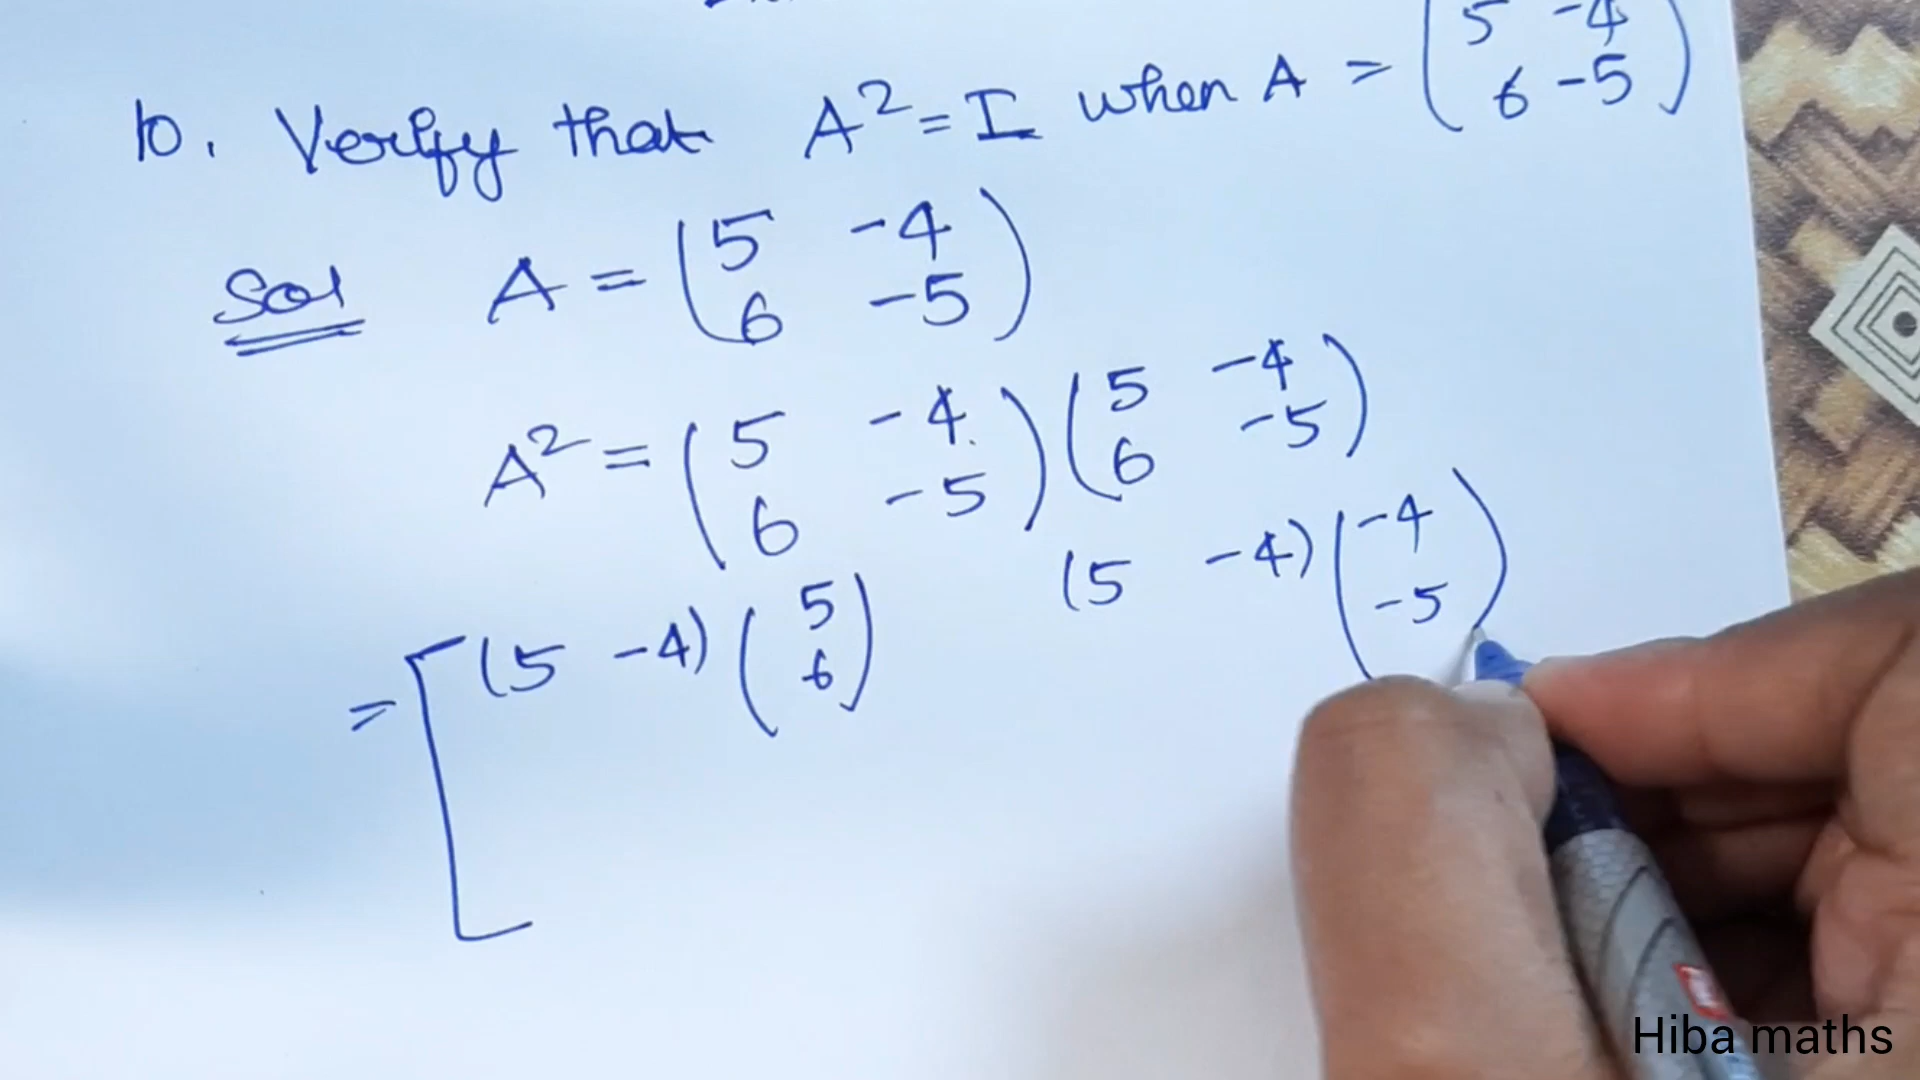 10. Verify that A² = I when A = (5 -4
6 -5)
Sol A = (5 -4
6 -5)
A² = (5 -4
6 -5) (5 -4
6 -5)
= [(5 -4) (5
6) (5 -4) (-4
-5)
Hiba maths